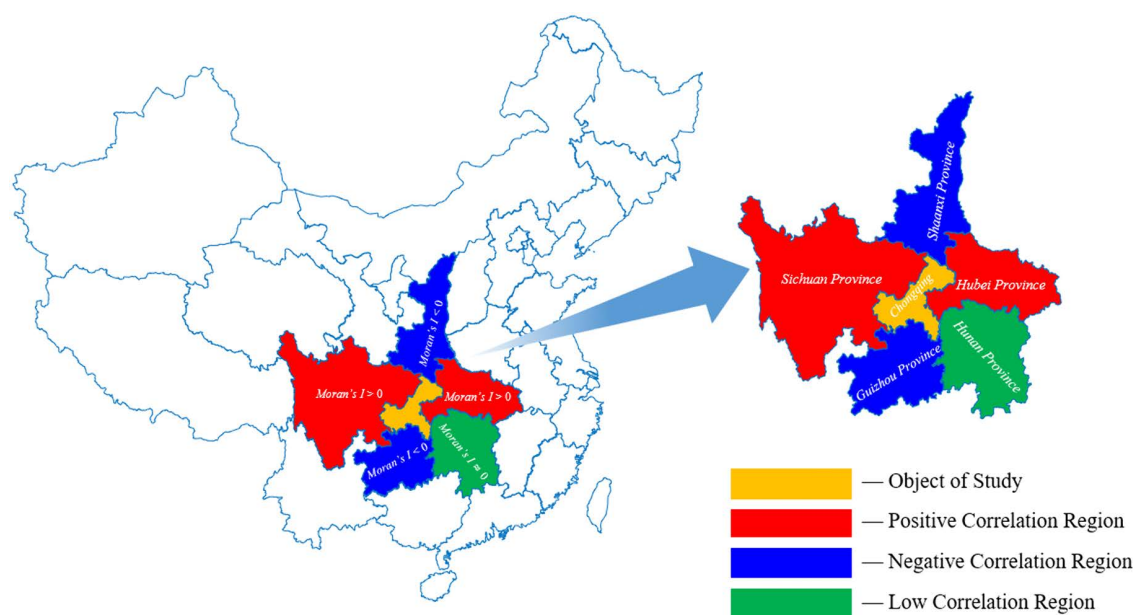 Moran's I < 0
Moran's I > 0
Moran's I > 0
Moran's I < 0
Moran's I ≈ 0
Shaanxi Province
Sichuan Province
Hubei Province
Chongqing
Guizhou Province
Hunan Province
— Object of Study
— Positive Correlation Region
— Negative Correlation Region
— Low Correlation Region